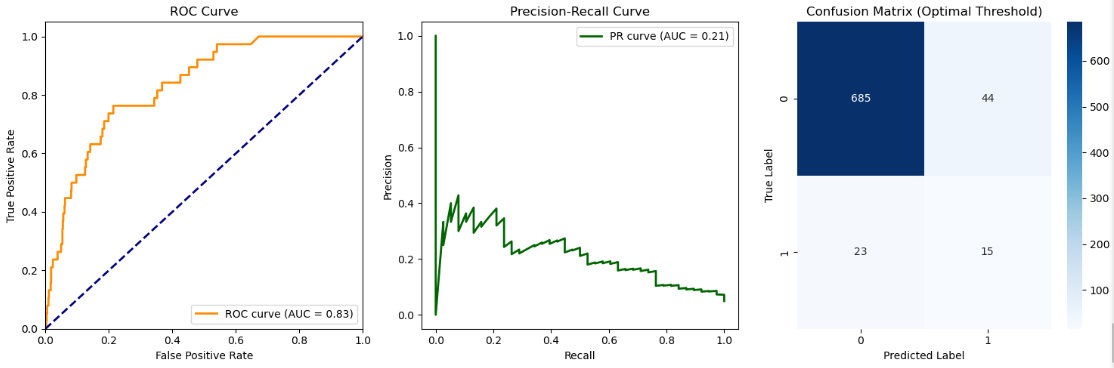 ROC Curve
True Positive Rate
1.0
0.8
0.6
0.4
0.2
0.0
0.0 0.2 0.4 0.6 0.8 1.0
False Positive Rate
ROC curve (AUC = 0.83)
Precision-Recall Curve
Precision
1.0
0.8
0.6
0.4
0.2
0.0
0.0 0.2 0.4 0.6 0.8 1.0
Recall
PR curve (AUC = 0.21)
Confusion Matrix (Optimal Threshold)
True Label
0
1
685 44
23 15
0 1
Predicted Label
600
500
400
300
200
100